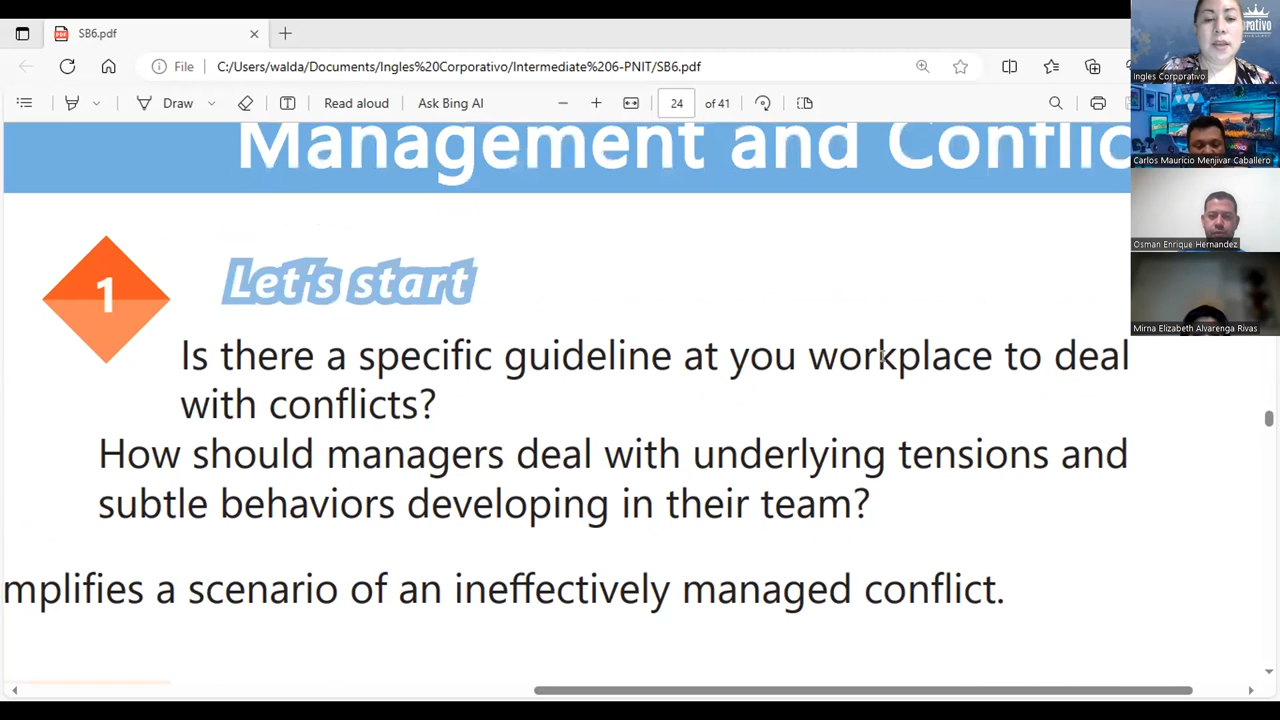 SB6.pdf
File C:/Users/walda/Documents/Ingles%20Corporativo/Intermediate%206-PNIT/SB6.pdf
Draw Read aloud Ask Bing AI 24 of 41
Management and Conflic
1 Let's start
Is there a specific guideline at you workplace to deal
with conflicts?
How should managers deal with underlying tensions and
subtle behaviors developing in their team?
mplifies a scenario of an ineffectively managed conflict.
rativo
Ingles Corporativo
Carlos Maurício Menjivar Caballero
Osman Enrique Hernandez
Mirna Elizabeth Alvarenga Rivas